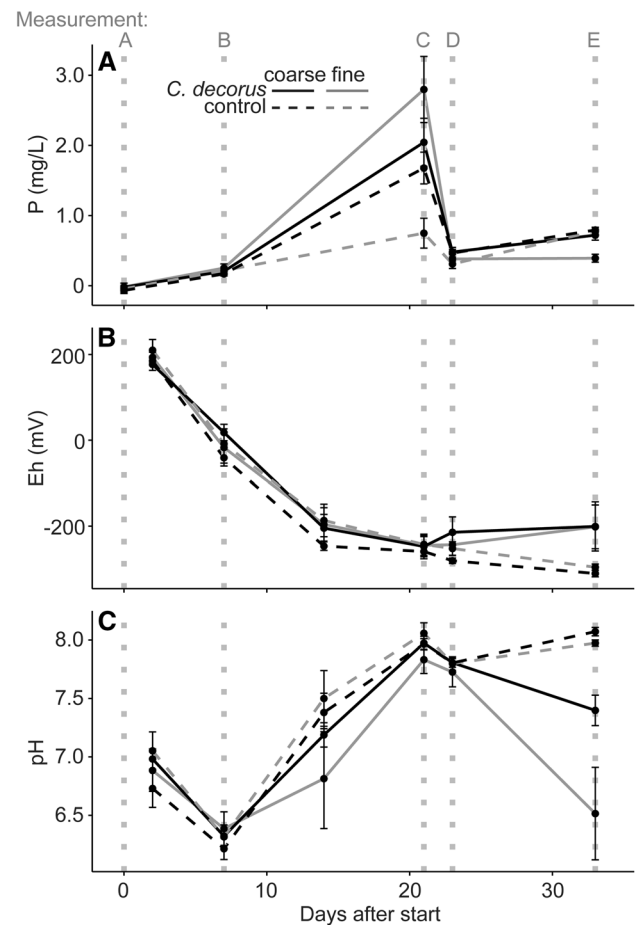 Measurement:
A B C D E
A
coarse fine
C. decorus
control
P (mg/L)
3.0
2.0
1.0
0
B
Eh (mV)
200
0
-200
C
pH
8.0
7.5
7.0
6.5
0 10 20 30
Days after start